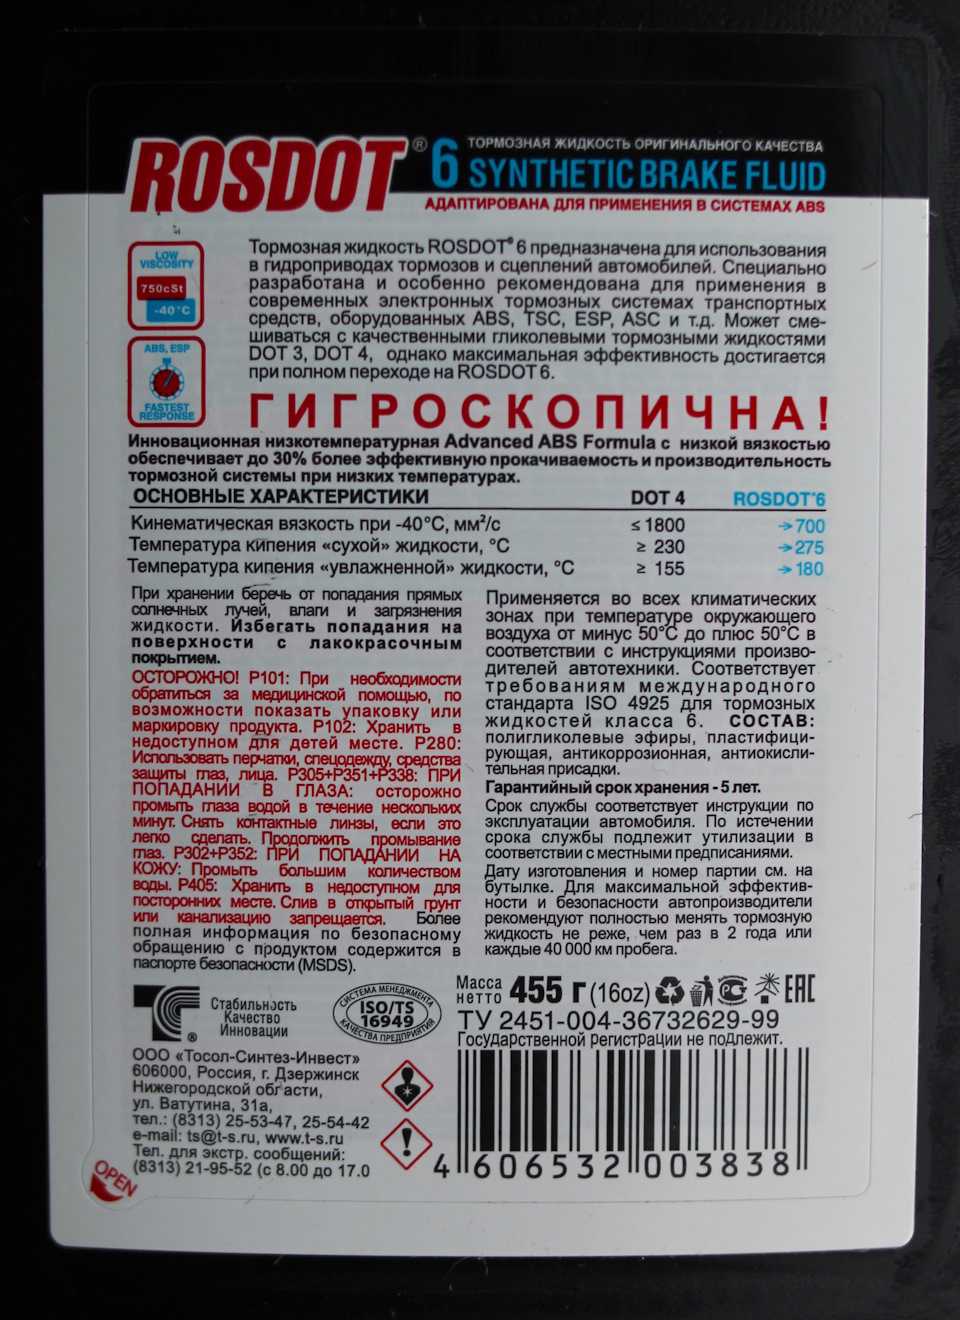 ROSDOT® 6 ТОРМОЗНАЯ ЖИДКОСТЬ ОРИГИНАЛЬНОГО КАЧЕСТВА
SYNTHETIC BRAKE FLUID
АДАПТИРОВАНА ДЛЯ ПРИМЕНЕНИЯ В СИСТЕМАХ ABS
LOW
VISCOSITY
750cSt
-40°C
ABS, ESP
FASTEST
RESPONSE
Тормозная жидкость ROSDOT® 6 предназначена для использования
в гидроприводах тормозов и сцеплений автомобилей. Специально
разработана и особенно рекомендована для применения в
современных электронных тормозных системах транспортных
средств, оборудованных ABS, TSC, ESP, ASC и т.д. Может сме-
шиваться с качественными гликолевыми тормозными жидкостями
DOT 3, DOT 4, однако максимальная эффективность достигается
при полном переходе на ROSDOT 6.
ГИГРОСКОПИЧНА!
Инновационная низкотемпературная Advanced ABS Formula с низкой вязкостью
обеспечивает до 30% более эффективную прокачиваемость и производительность
тормозной системы при низких температурах.
ОСНОВНЫЕ ХАРАКТЕРИСТИКИ DOT 4 ROSDOT®6
Кинематическая вязкость при -40°С, мм²/с ≤ 1800 →700
Температура кипения «сухой» жидкости, °С ≥ 230 →275
Температура кипения «увлажненной» жидкости, °С ≥ 155 →180
При хранении беречь от попадания прямых
солнечных лучей, влаги и загрязнения
жидкости. Избегать попадания на
поверхности с лакокрасочным
покрытием.
ОСТОРОЖНО! P101: При необходимости
обратиться за медицинской помощью, по
возможности показать упаковку или
маркировку продукта. P102: Хранить в
недоступном для детей месте. P280:
Использовать перчатки, спецодежду, средства
защиты глаз, лица. P305+P351+P338: ПРИ
ПОПАДАНИИ В ГЛАЗА: осторожно
промыть глаза водой в течение нескольких
минут. Снять контактные линзы, если это
легко сделать. Продолжить промывание
глаз. P302+P352: ПРИ ПОПАДАНИИ НА
КОЖУ: Промыть большим количеством
воды. P405: Хранить в недоступном для
посторонних месте. Слив в открытый грунт
или канализацию запрещается. Более
полная информация по безопасному
обращению с продуктом содержится в
паспорте безопасности (MSDS).
Применяется во всех климатических
зонах при температуре окружающего
воздуха от минус 50°С до плюс 50°С в
соответствии с инструкциями произво-
дителей автотехники. Соответствует
требованиям международного
стандарта ISO 4925 для тормозных
жидкостей класса 6. СОСТАВ:
полигликолевые эфиры, пластифици-
рующая, антикоррозионная, антиокисли-
тельная присадки.
Гарантийный срок хранения - 5 лет.
Срок службы соответствует инструкции по
эксплуатации автомобиля. По истечении
срока службы подлежит утилизации в
соответствии с местными предписаниями.
Дату изготовления и номер партии см. на
бутылке. Для максимальной эффектив-
ности и безопасности автопроизводители
рекомендуют полностью менять тормозную
жидкость не реже, чем раз в 2 года или
каждые 40 000 км пробега.
®
Стабильность
Качество
Инновации
СИСТЕМА МЕНЕДЖМЕНТА
ISO/TS
16949
КАЧЕСТВА ПРЕДПРИЯТИЯ
Масса
нетто 455 г (16oz) РСТ EAC
ТУ 2451-004-36732629-99
Государственной регистрации не подлежит.
ООО «Тосол-Синтез-Инвест»
606000, Россия, г. Дзержинск
Нижегородской области,
ул. Ватутина, 31а,
тел.: (8313) 25-53-47, 25-54-42
e-mail: ts@t-s.ru, www.t-s.ru
Тел. для экстр. сообщений:
(8313) 21-95-52 (с 8.00 до 17.0
4 606532 003838
OPEN